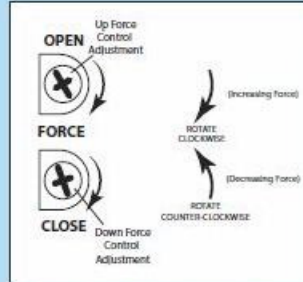 Up Force
OPEN
Control
Adjustment
(Increasing Force)
FORCE
ROTATE
CLOCKWISE
(Decreasing Force)
ROTATE
COUNTER-CLOCKWISE
CLOSE
Down Force
Control
Adjustment